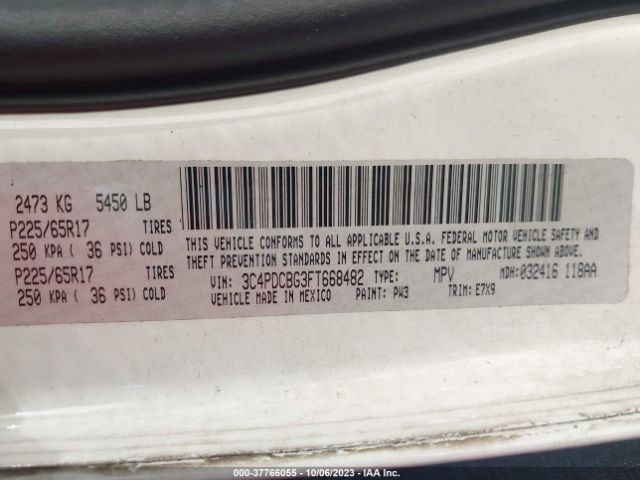 2473 KG 5450 LB
P225/65R17 TIRES
250 KPA ( 36 PSI) COLD
P225/65R17 TIRES
250 KPA ( 36 PSI) COLD
THIS VEHICLE CONFORMS TO ALL APPLICABLE U.S.A. FEDERAL MOTOR VEHICLE SAFETY AND
THEFT PREVENTION STANDARDS IN EFFECT ON THE DATE OF MANUFACTURE SHOWN ABOVE.
VIN: 3C4PDCBG3FT668482 TYPE: MPV MDH:032416 118AA
VEHICLE MADE IN MEXICO PAINT: PW3 TRIM: E7X9
000-37766055 - 10/06/2023 - IAA Inc.